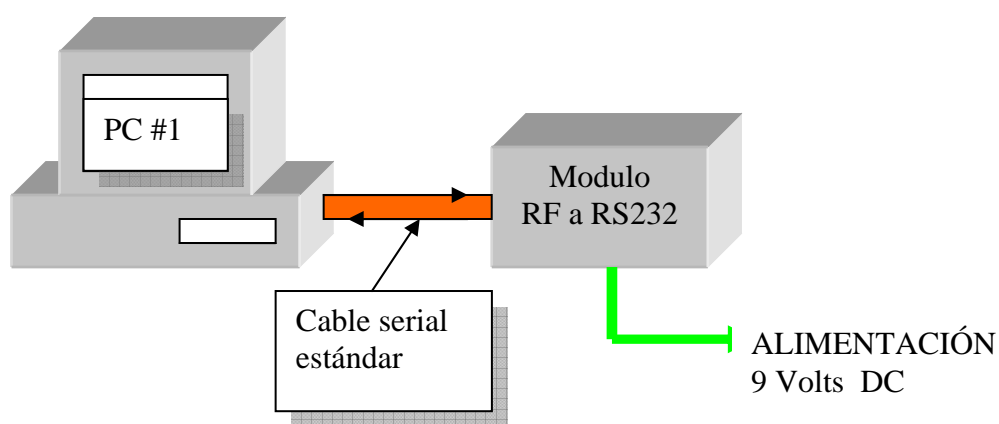 PC #1
Modulo
RF a RS232
Cable serial
estándar
ALIMENTACIÓN
9 Volts  DC